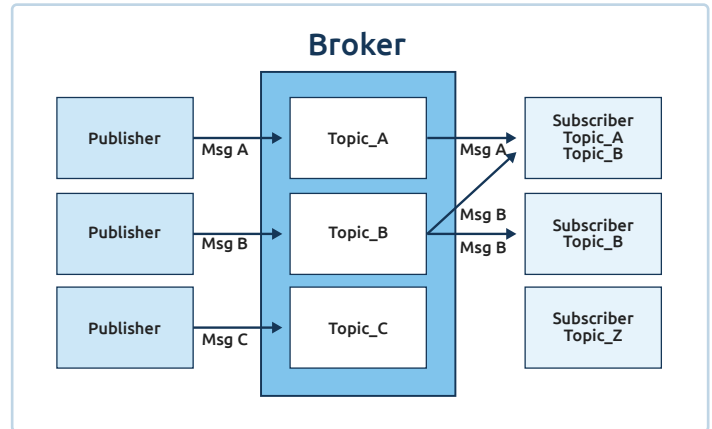 Broker
Publisher
Msg A
Topic_A
Msg A
Subscriber
Topic_A
Topic_B
Publisher
Msg B
Topic_B
Msg B
Msg B
Subscriber
Topic_B
Publisher
Msg C
Topic_C
Subscriber
Topic_Z